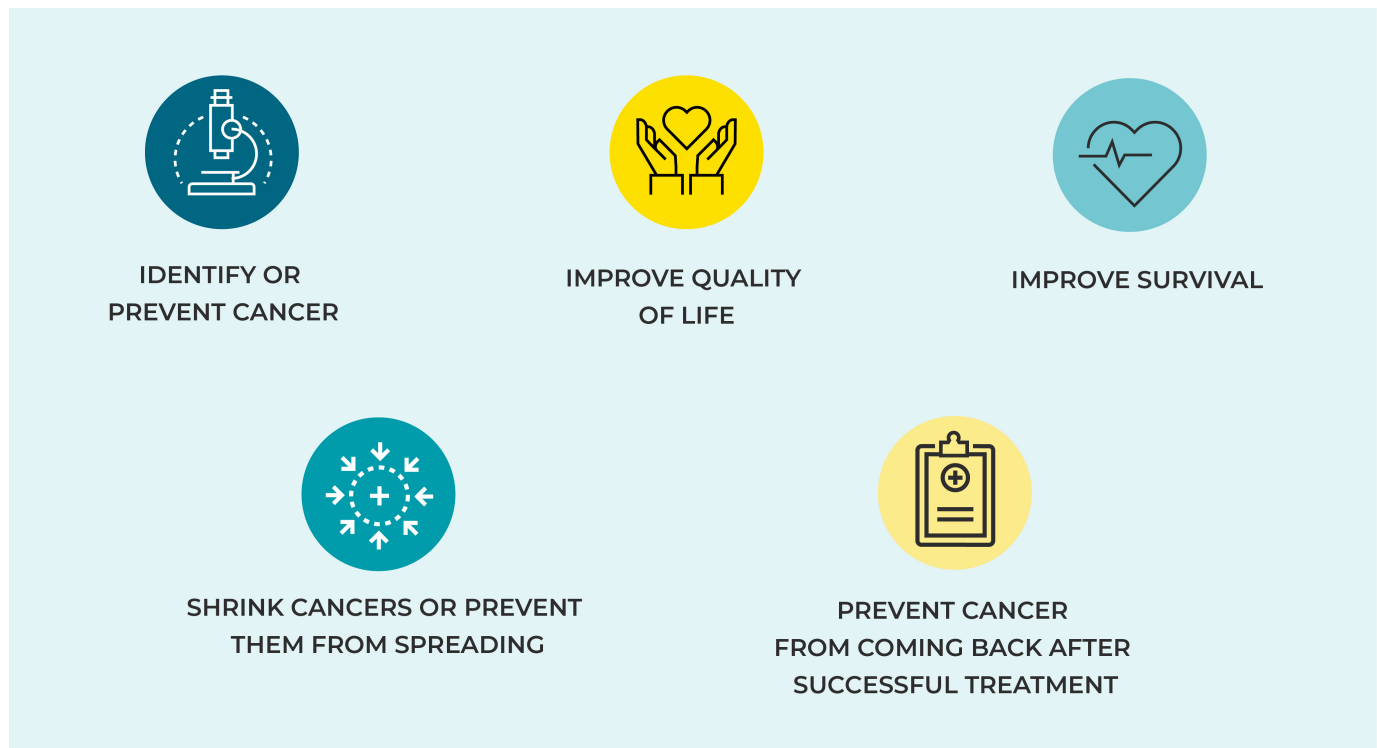 IDENTIFY OR
PREVENT CANCER
IMPROVE QUALITY
OF LIFE
IMPROVE SURVIVAL
SHRINK CANCERS OR PREVENT
THEM FROM SPREADING
PREVENT CANCER
FROM COMING BACK AFTER
SUCCESSFUL TREATMENT